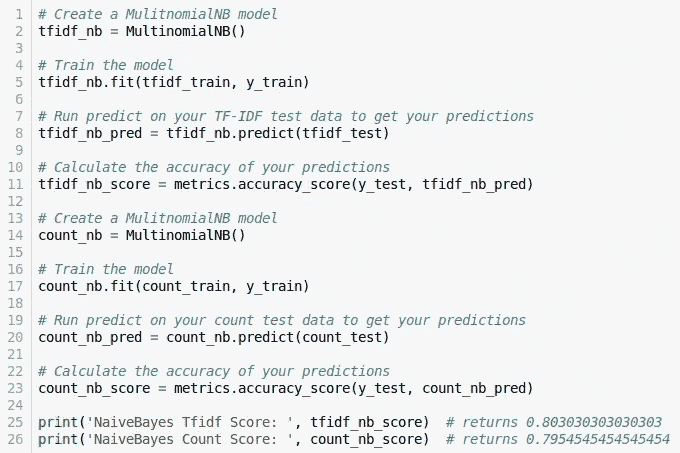 1 # Create a MulitnomialNB model
2 tfidf_nb = MultinomialNB()
3
4 # Train the model
5 tfidf_nb.fit(tfidf_train, y_train)
6
7 # Run predict on your TF-IDF test data to get your predictions
8 tfidf_nb_pred = tfidf_nb.predict(tfidf_test)
9
10 # Calculate the accuracy of your predictions
11 tfidf_nb_score = metrics.accuracy_score(y_test, tfidf_nb_pred)
12
13 # Create a MulitnomialNB model
14 count_nb = MultinomialNB()
15
16 # Train the model
17 count_nb.fit(count_train, y_train)
18
19 # Run predict on your count test data to get your predictions
20 count_nb_pred = count_nb.predict(count_test)
21
22 # Calculate the accuracy of your predictions
23 count_nb_score = metrics.accuracy_score(y_test, count_nb_pred)
24
25 print('NaiveBayes Tfidf Score: ', tfidf_nb_score)  # returns 0.803030303030303
26 print('NaiveBayes Count Score: ', count_nb_score)  # returns 0.7954545454545454